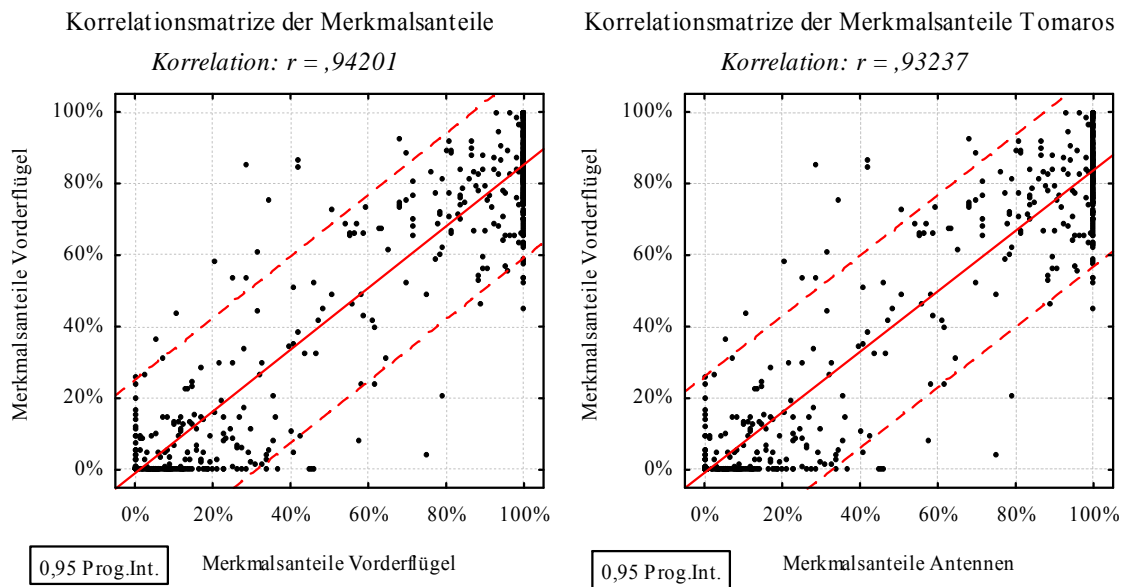 Korrelationsmatrize der Merkmalsanteile
Korrelation: r = ,94201
Merkmalsanteile Vorderflügel
100%
80%
60%
40%
20%
0%
0%
20%
40%
60%
80%
100%
0,95 Prog.Int.
Merkmalsanteile Vorderflügel
Korrelationsmatrize der Merkmalsanteile Tomaros
Korrelation: r = ,93237
Merkmalsanteile Vorderflügel
100%
80%
60%
40%
20%
0%
0%
20%
40%
60%
80%
100%
0,95 Prog.Int.
Merkmalsanteile Antennen